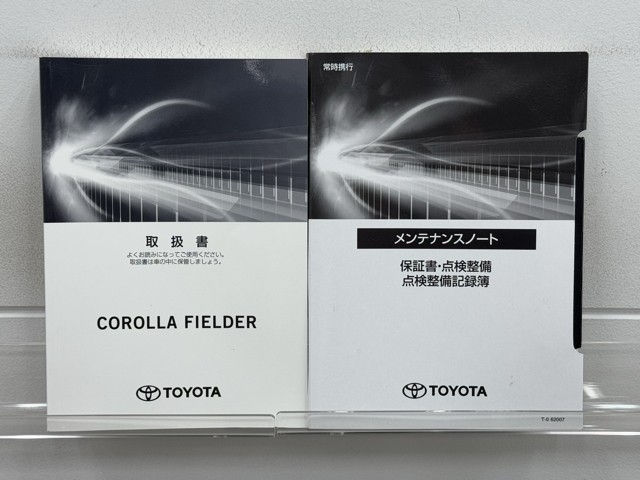 取扱書
よくお読みになってご使用ください。
取扱書は車の中に保管しましょう。
COROLLA FIELDER
TOYOTA
常時携行
メンテナンスノート
保証書・点検整備
点検整備記録簿
TOYOTA